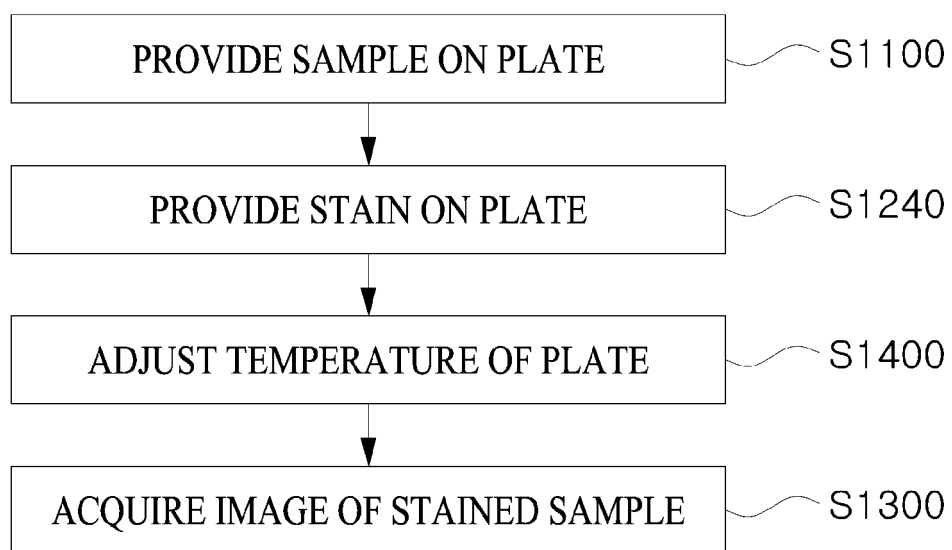 PROVIDE SAMPLE ON PLATE S1100
PROVIDE STAIN ON PLATE S1240
ADJUST TEMPERATURE OF PLATE S1400
ACQUIRE IMAGE OF STAINED SAMPLE S1300